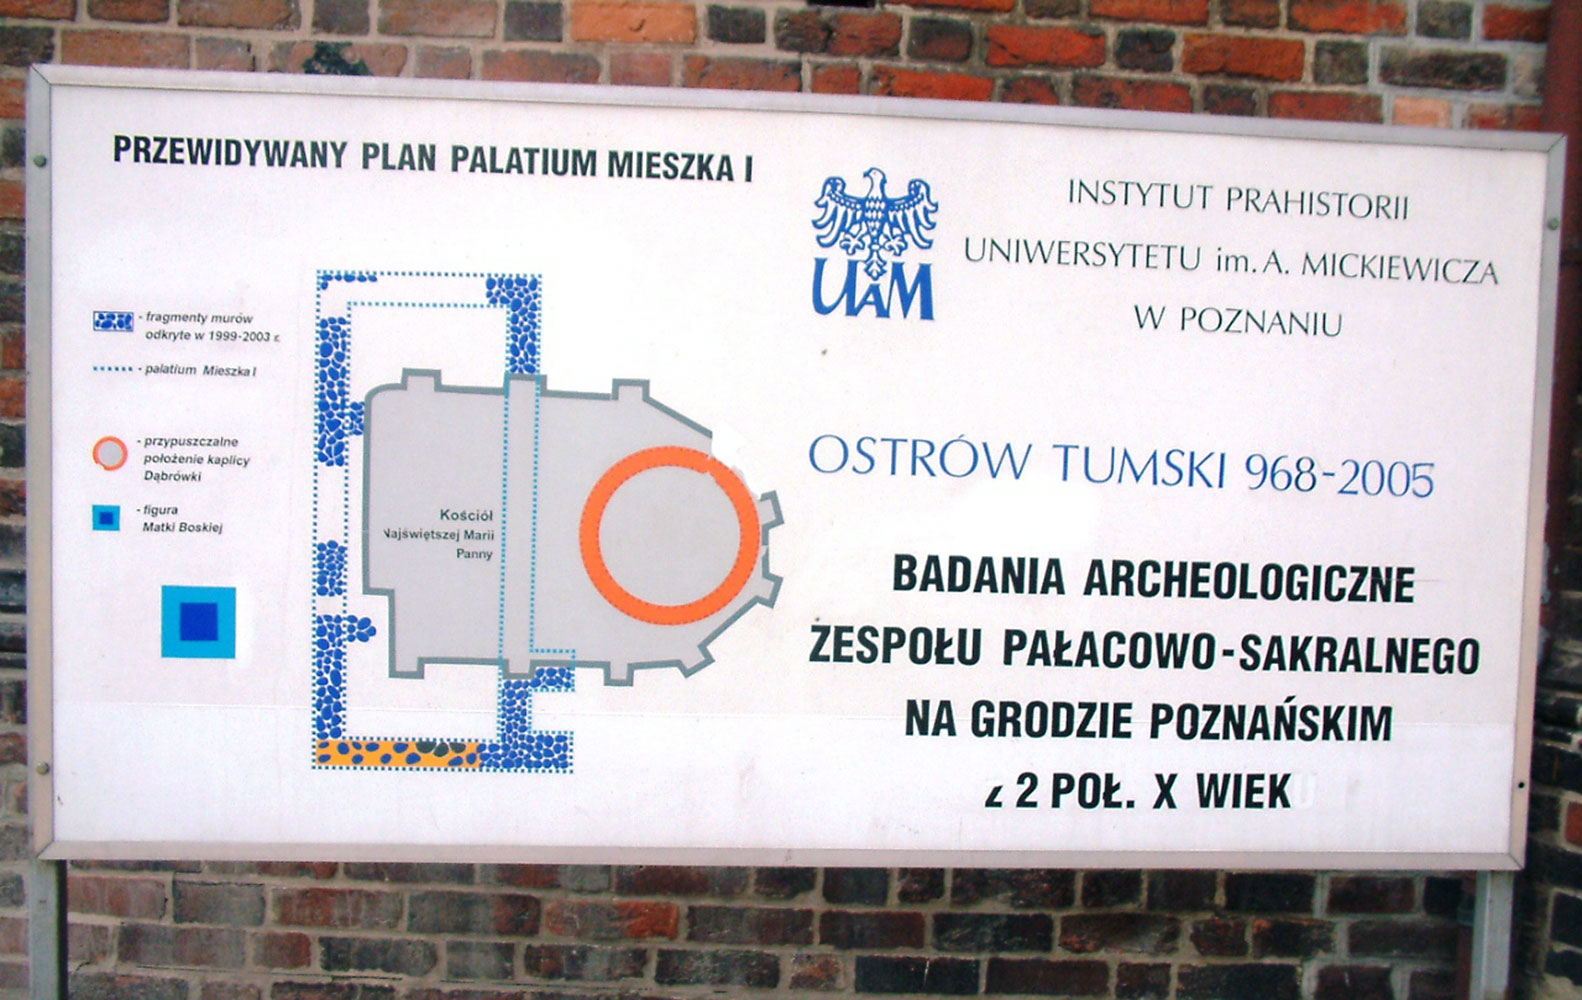 PRZEWIDYWANY PLAN PALATIUM MIESZKA I
- fragmenty murów
odkryte w 1999-2003 r.
- palatium Mieszka I
- przypuszczalne
położenie kaplicy
Dąbrówki
- figura
Matki Boskiej
Kościół
Najświętszej Marii
Panny
UAM
INSTYTUT PRAHISTORII
UNIWERSYTETU im. A. MICKIEWICZA
W POZNANIU
OSTRÓW TUMSKI 968-2005
BADANIA ARCHEOLOGICZNE
ZESPOŁU PAŁACOWO-SAKRALNEGO
NA GRODZIE POZNAŃSKIM
z 2 POŁ. X WIEKU